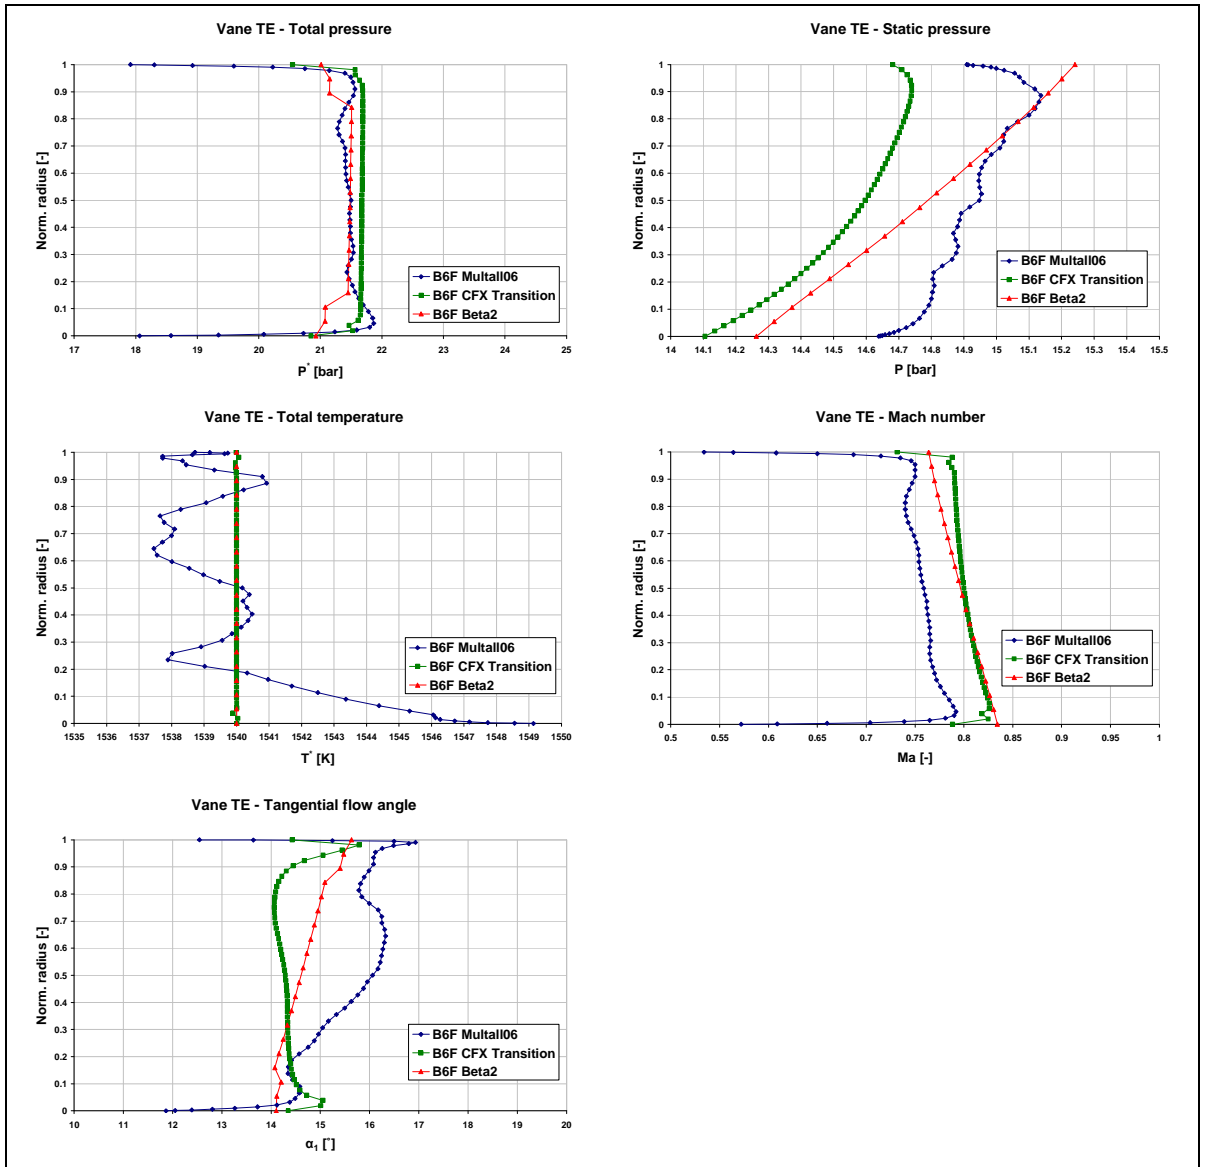 Vane TE - Total pressure
Norm. radius [-]
1
0.9
0.8
0.7
0.6
0.5
0.4
0.3
0.2
0.1
0
17 18 19 20 21 22 23 24 25
P* [bar]
B6F Multall06
B6F CFX Transition
B6F Beta2
Vane TE - Static pressure
Norm. radius [-]
1
0.9
0.8
0.7
0.6
0.5
0.4
0.3
0.2
0.1
0
14 14.1 14.2 14.3 14.4 14.5 14.6 14.7 14.8 14.9 15 15.1 15.2 15.3 15.4 15.5
P [bar]
B6F Multall06
B6F CFX Transition
B6F Beta2
Vane TE - Total temperature
Norm. radius [-]
1
0.9
0.8
0.7
0.6
0.5
0.4
0.3
0.2
0.1
0
1535 1536 1537 1538 1539 1540 1541 1542 1543 1544 1545 1546 1547 1548 1549 1550
T* [K]
B6F Multall06
B6F CFX Transition
B6F Beta2
Vane TE - Mach number
Norm. radius [-]
1
0.9
0.8
0.7
0.6
0.5
0.4
0.3
0.2
0.1
0
0.5 0.55 0.6 0.65 0.7 0.75 0.8 0.85 0.9 0.95 1
Ma [-]
B6F Multall06
B6F CFX Transition
B6F Beta2
Vane TE - Tangential flow angle
Norm. radius [-]
1
0.9
0.8
0.7
0.6
0.5
0.4
0.3
0.2
0.1
0
10 11 12 13 14 15 16 17 18 19 20
α₁ [°]
B6F Multall06
B6F CFX Transition
B6F Beta2